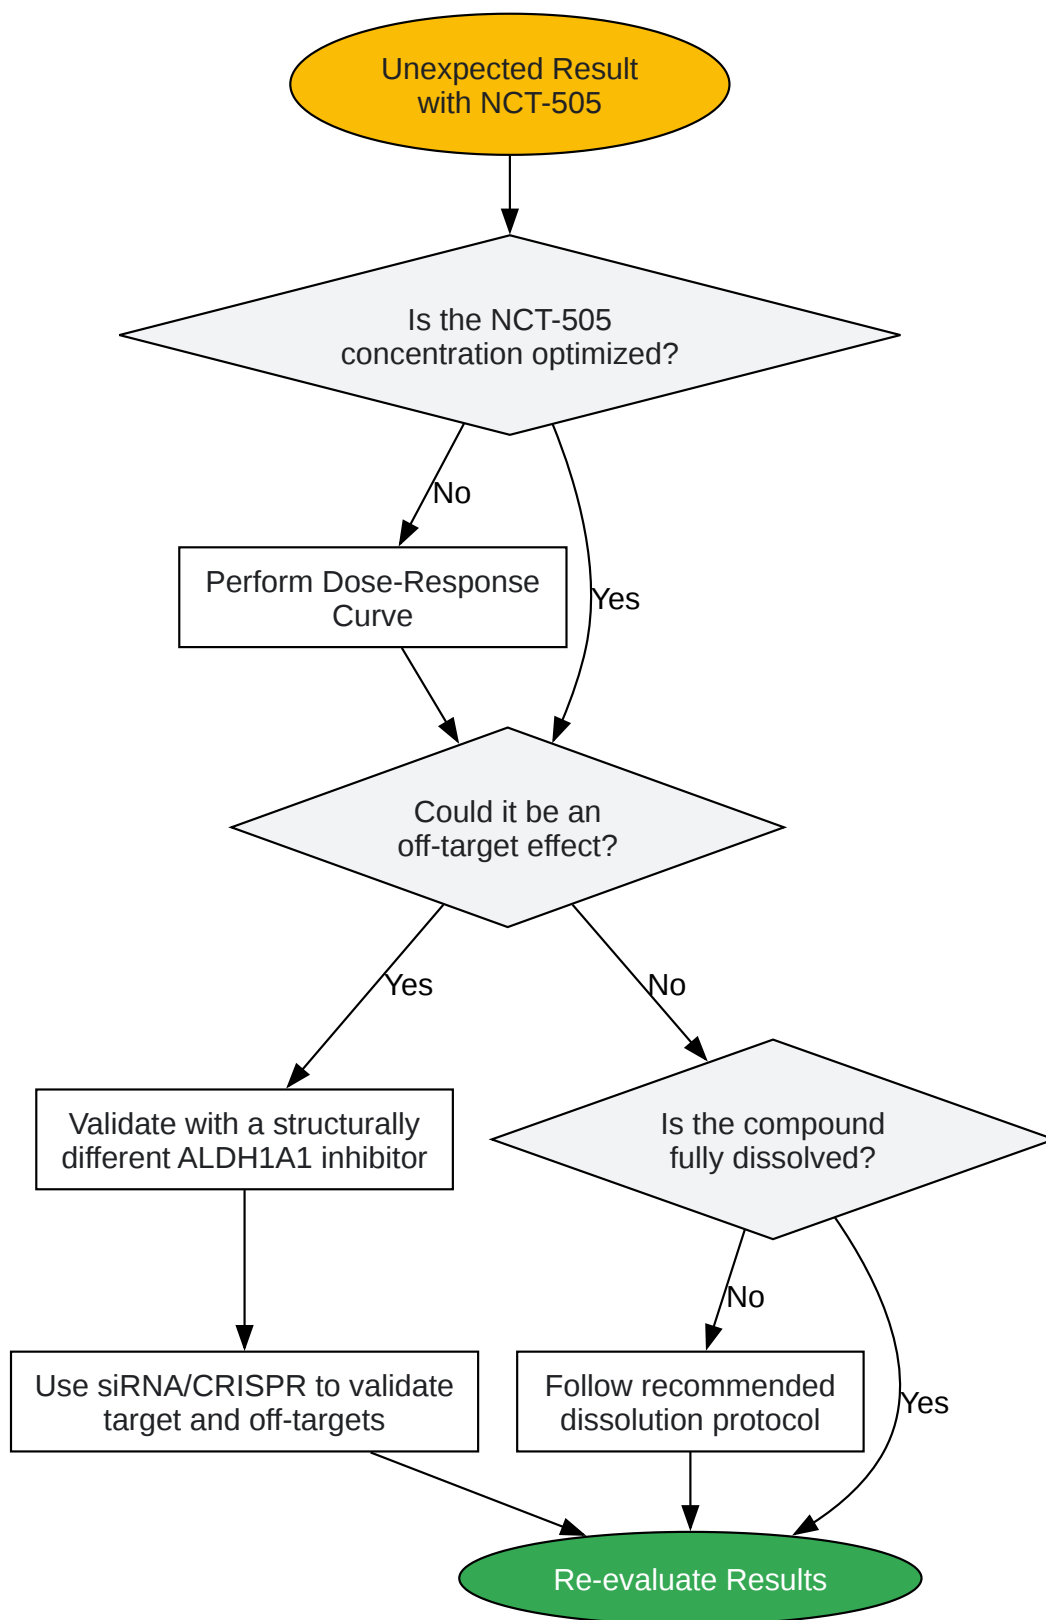 Unexpected Result
with NCT-505
Is the NCT-505
concentration optimized?
No
Perform Dose-Response
Curve
Yes
Could it be an
off-target effect?
Yes
No
Validate with a structurally
different ALDH1A1 inhibitor
Is the compound
fully dissolved?
No
Use siRNA/CRISPR to validate
target and off-targets
Follow recommended
dissolution protocol
Yes
Re-evaluate Results